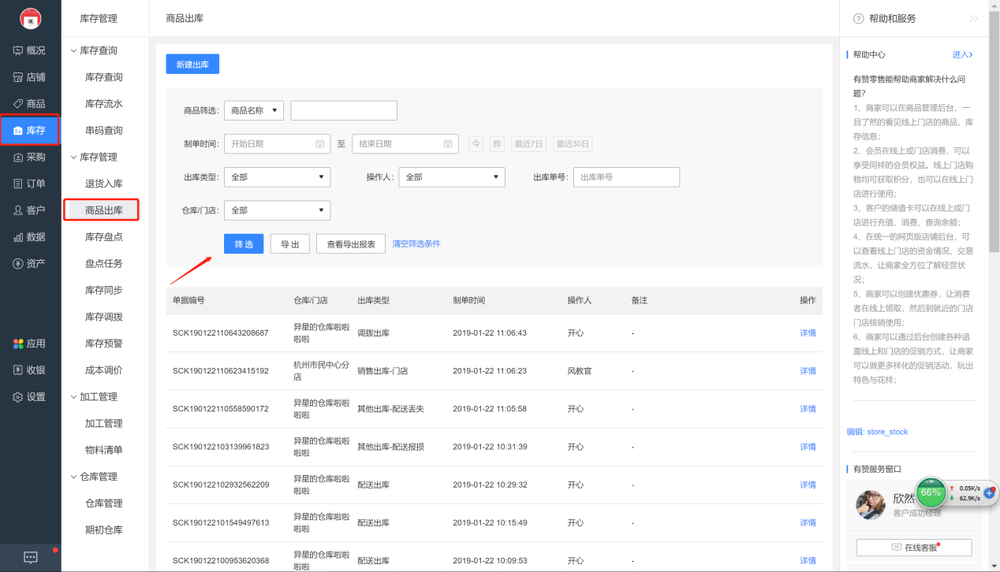 概况
店铺
商品
库存
采购
订单
客户
数据
资产
应用
收银
设置
库存管理
库存查询
库存查询
库存流水
串码查询
库存管理
退货入库
商品出库
库存盘点
盘点任务
库存同步
库存调拨
库存预警
成本调价
加工管理
加工管理
物料清单
仓库管理
仓库管理
期初仓库
商品出库
新建出库
商品筛选: 商品名称
制单时间: 开始日期 至 结束日期 今 昨 最近7日 最近30日
出库类型: 全部 操作人: 全部 出库单号: 出库单号
仓库/门店: 全部
筛 选 导 出 查看导出报表 清空筛选条件
单据编号 仓库/门店 出库类型 制单时间 操作人 备注 操作
SCK190122110643208687 异星的仓库啦啦啦啦 调拨出库 2019-01-22 11:06:43 开心 - 详情
SCK190122110623415192 杭州市民中心分店 销售出库-门店 2019-01-22 11:06:23 风教官 - 详情
SCK190122110558590172 异星的仓库啦啦啦啦 其他出库-配送丢失 2019-01-22 11:05:58 开心 - 详情
SCK190122103139961823 异星的仓库啦啦啦啦 其他出库-配送报损 2019-01-22 10:31:39 开心 - 详情
SCK190122102932562209 异星的仓库啦啦啦啦 配送出库 2019-01-22 10:29:32 开心 - 详情
SCK190122101549497613 异星的仓库啦啦啦啦 配送出库 2019-01-22 10:15:49 开心 - 详情
SCK190122100953620368 异星的仓库啦啦啦啦 配送出库 2019-01-22 10:09:53 开心 - 详情
? 帮助和服务
帮助中心 进入>
有赞零售能帮助商家解决什么问
题?
1、商家可以在商品管理后台，一
目了然的看见线上门店的商品，库
存信息；
2、会员在线上或门店消费，可以
享受同样的会员权益。线上门店购
物均可获取积分，也可以在线上门
店进行使用；
3、客户的储值卡可以在线上或门
店进行充值、消费、查询余额；
4、在统一的网页版店铺后台，可
以查看线上门店的资金情况、交易
流水，让商家全方位了解经营状
况；
5、商家可以创建优惠券，让消费
者在线上领取，然后到就近的门店
门店核销使用；
6、商家可以通过后台创建各种涵
盖线上和门店的促销方式，让商家
可以做更多样化的促销活动，玩出
特色与花样；
编辑: store_stock
有赞服务窗口
欣然
客户成功经理
66%
0.05K/s
62.9K/s
在线客服